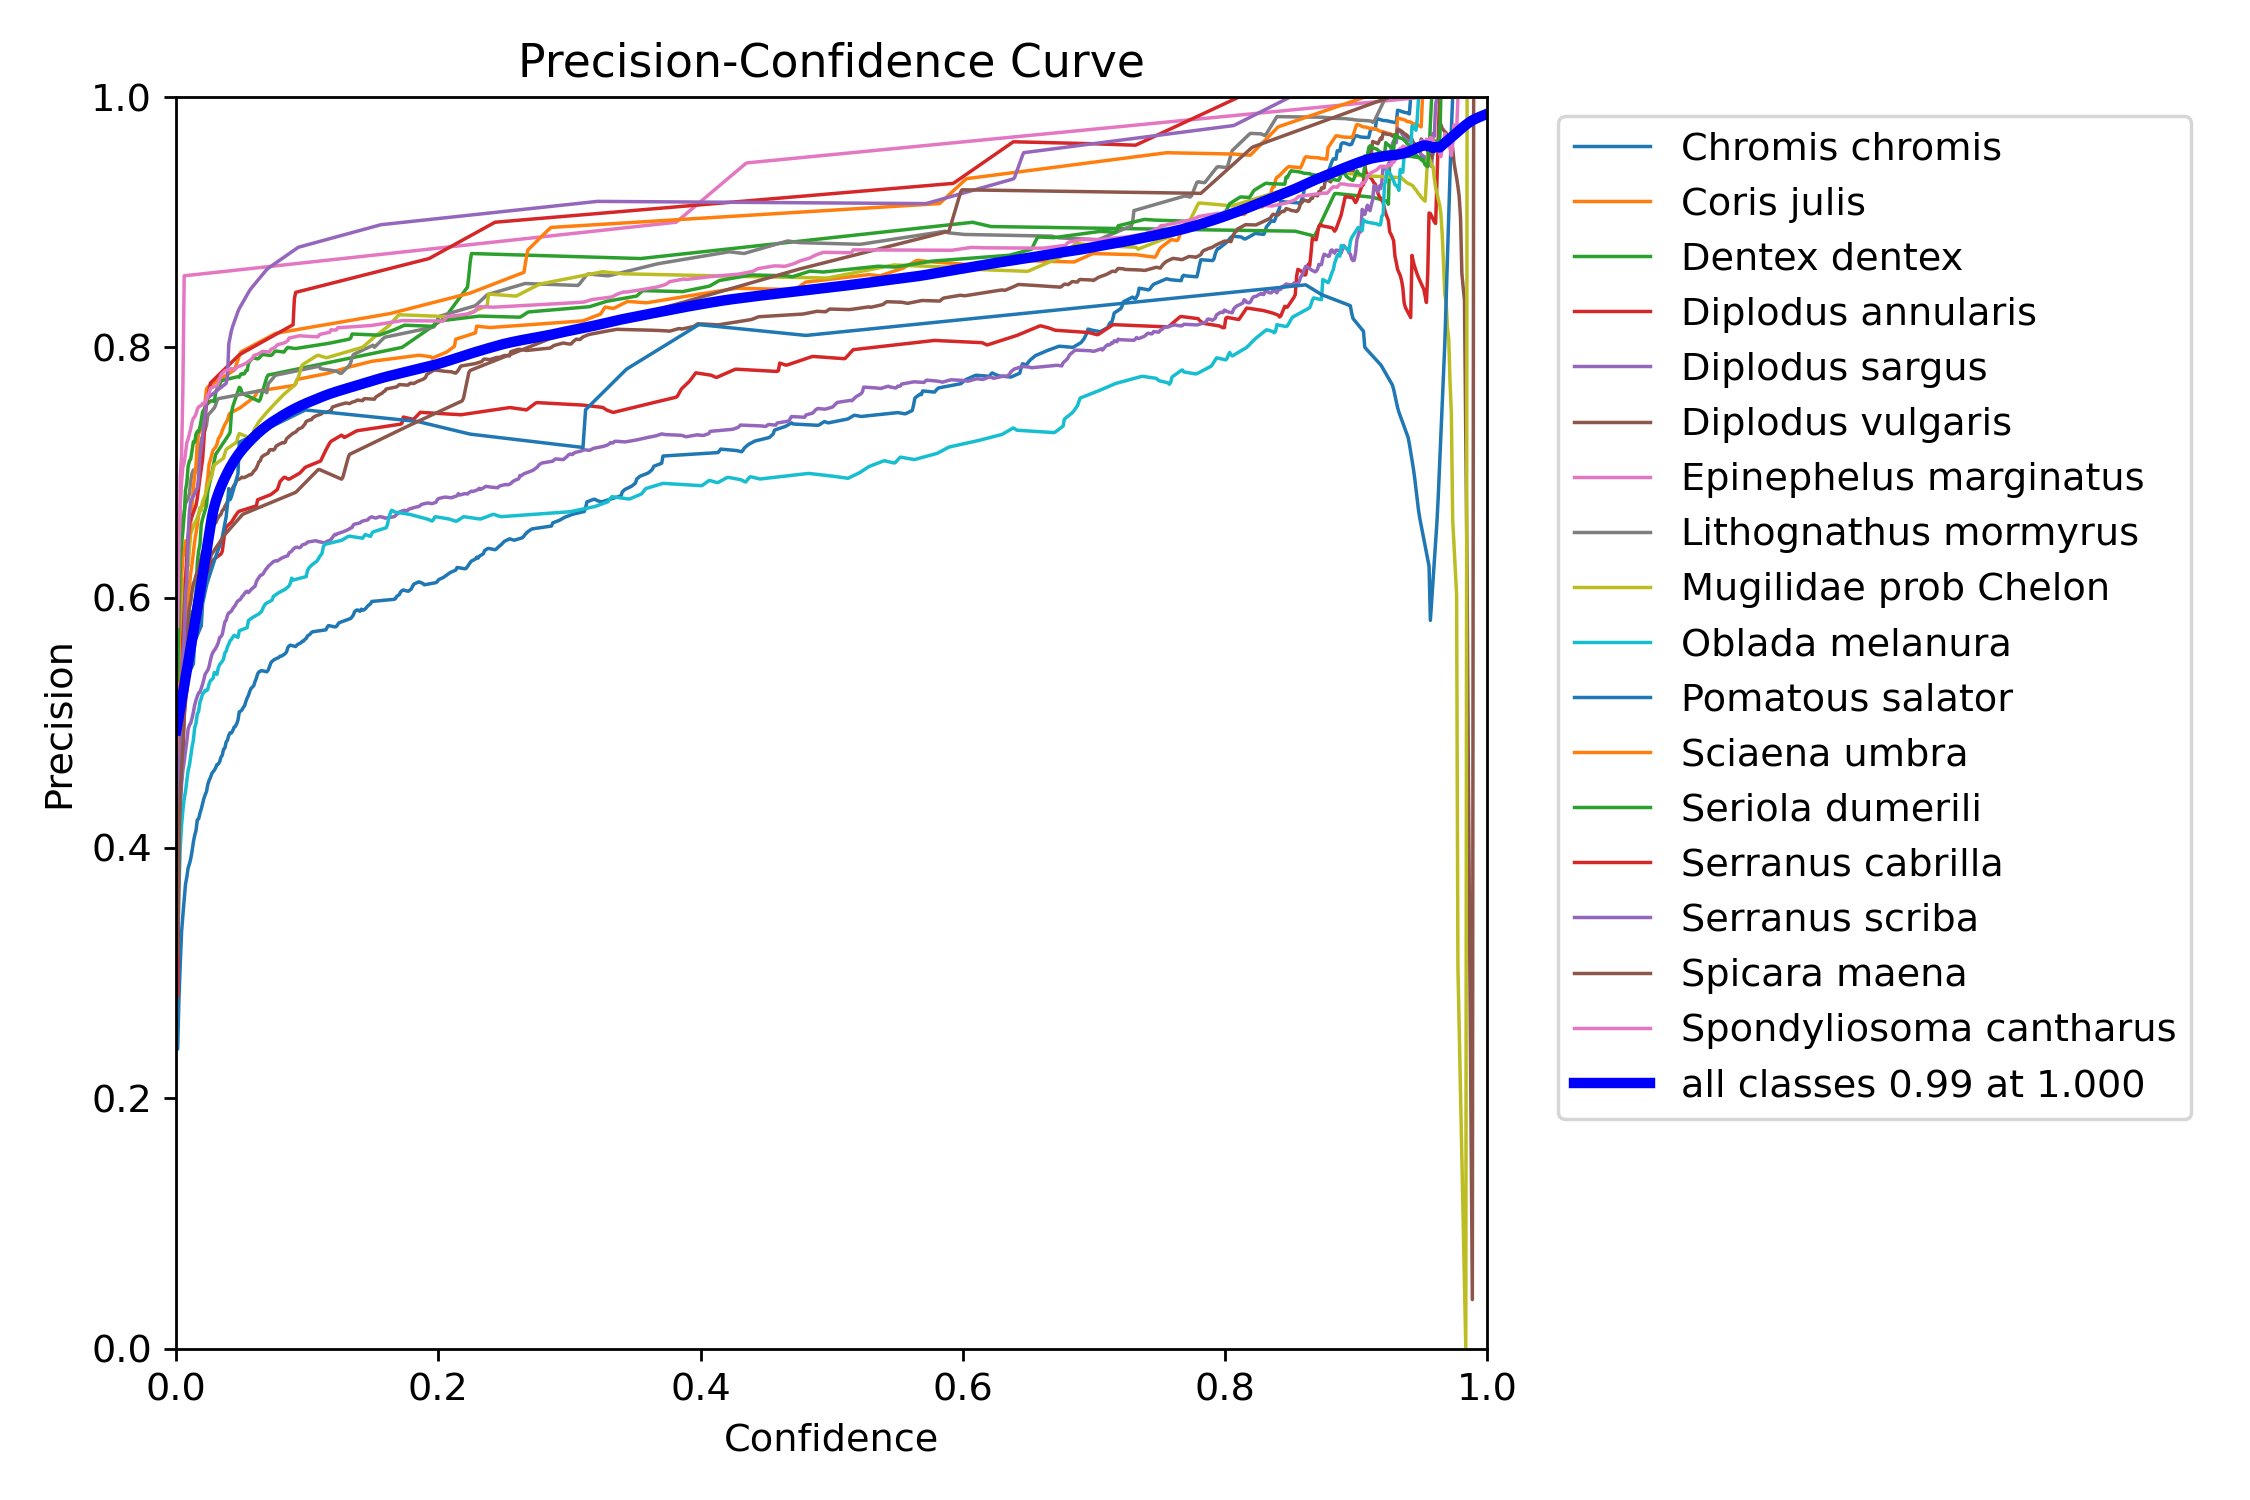 Precision-Confidence Curve
1.0
0.8
0.6
0.4
0.2
0.0
Precision
0.0 0.2 0.4 0.6 0.8 1.0
Confidence
Chromis chromis
Coris julis
Dentex dentex
Diplodus annularis
Diplodus sargus
Diplodus vulgaris
Epinephelus marginatus
Lithognathus mormyrus
Mugilidae prob Chelon
Oblada melanura
Pomatous salator
Sciaena umbra
Seriola dumerili
Serranus cabrilla
Serranus scriba
Spicara maena
Spondyliosoma cantharus
all classes 0.99 at 1.000